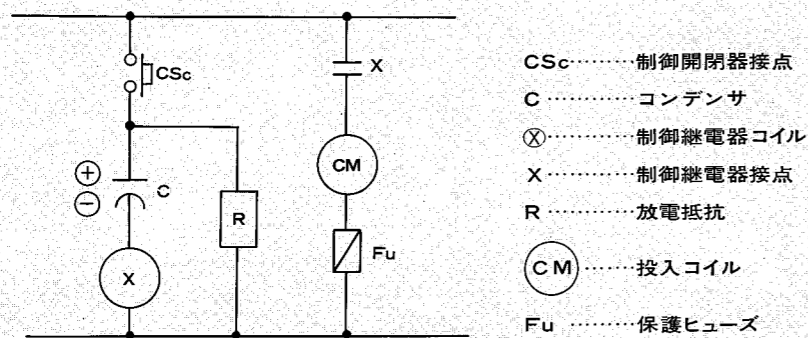 CSc
X
C
CM
R
Fu
X
CSc………制御開閉器接点
C…………コンデンサ
Ⓧ…………制御継電器コイル
X…………制御継電器接点
R…………放電抵抗
CM………投入コイル
Fu………保護ヒューズ